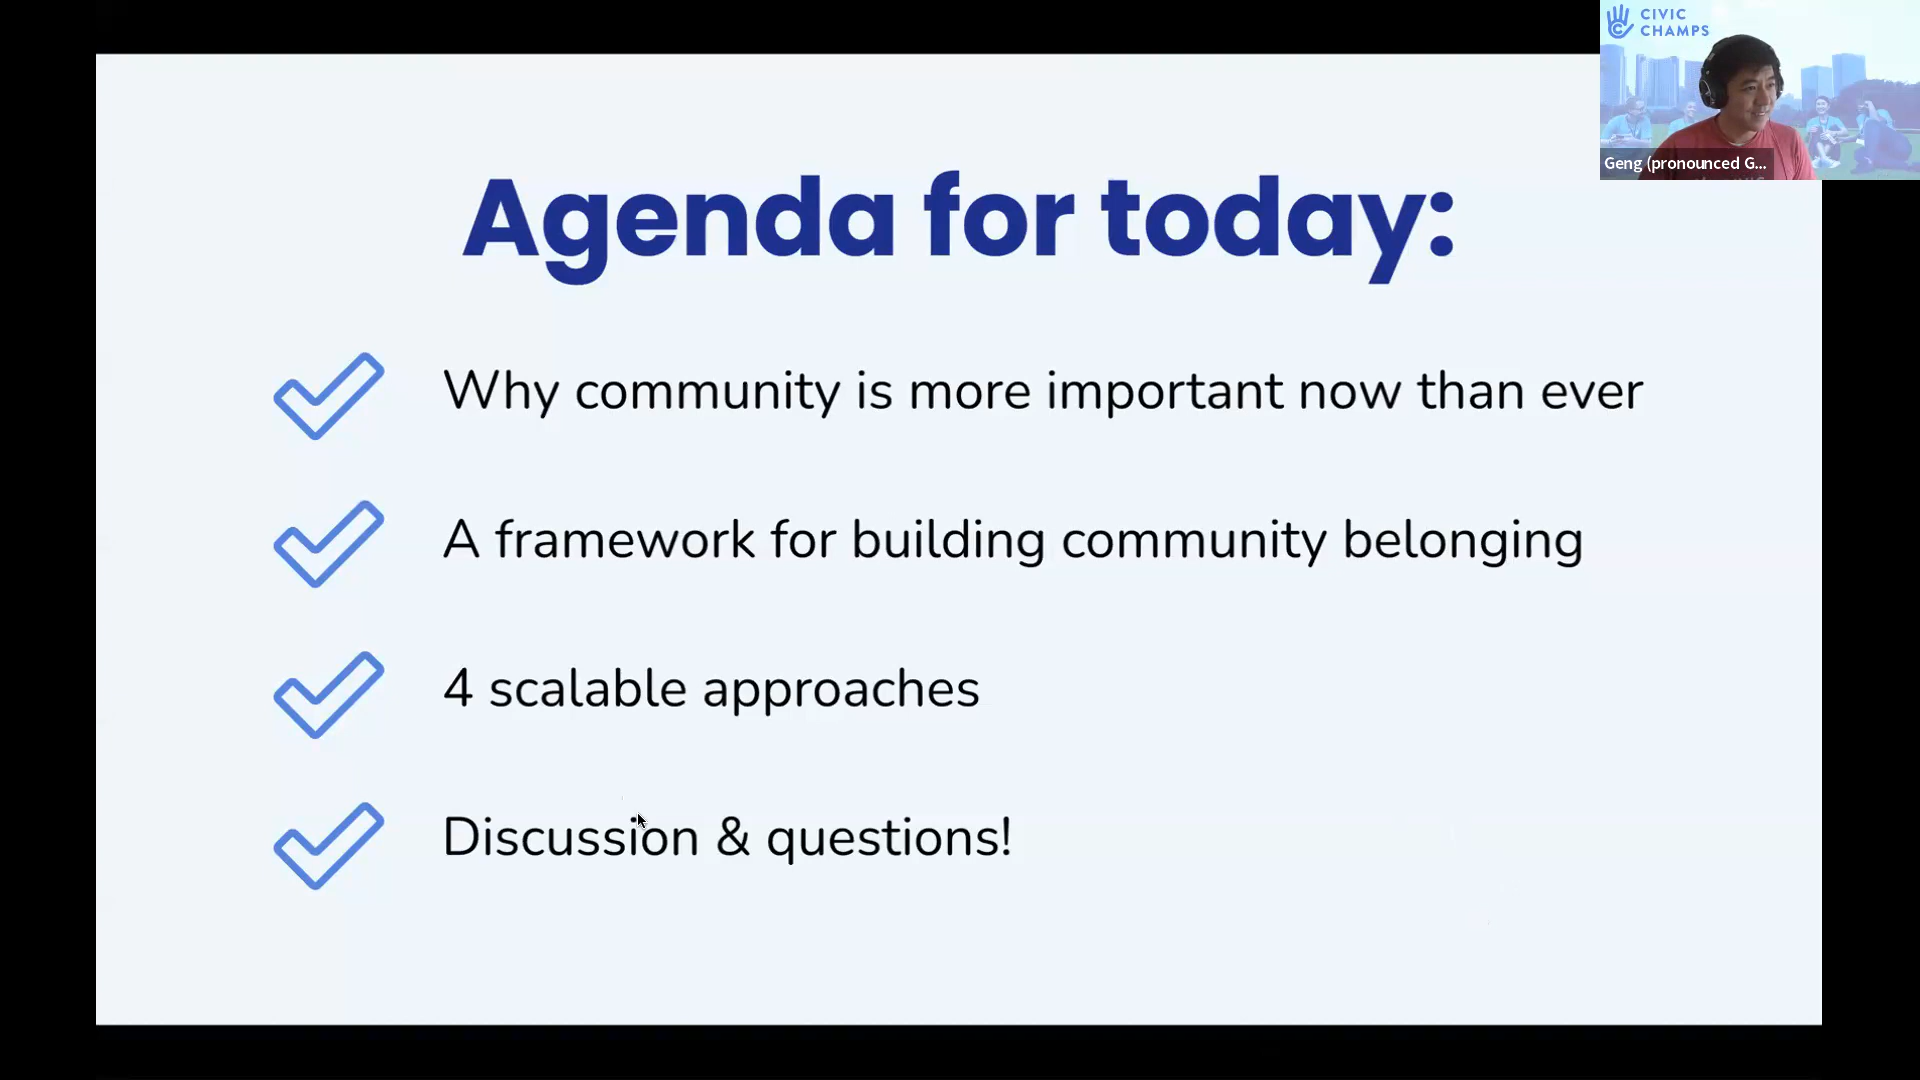 CIVIC
CHAMPS
Geng (pronounced G...
Agenda for today:
Why community is more important now than ever
A framework for building community belonging
4 scalable approaches
Discussion & questions!